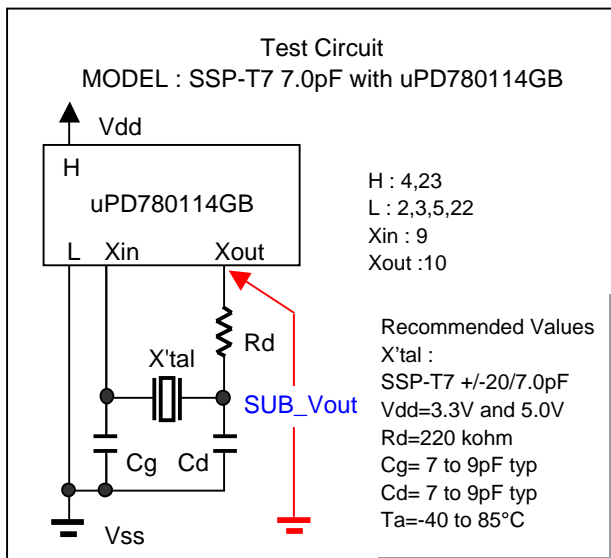 Test Circuit
MODEL : SSP-T7 7.0pF with uPD780114GB
Vdd
H
uPD780114GB
L Xin Xout
H : 4,23
L : 2,3,5,22
Xin : 9
Xout :10
Rd
X'tal
SUB_Vout
Cg Cd
Vss
Recommended Values
X’tal :
SSP-T7 +/-20/7.0pF
Vdd=3.3V and 5.0V
Rd=220 kohm
Cg= 7 to 9pF typ
Cd= 7 to 9pF typ
Ta=-40 to 85°C